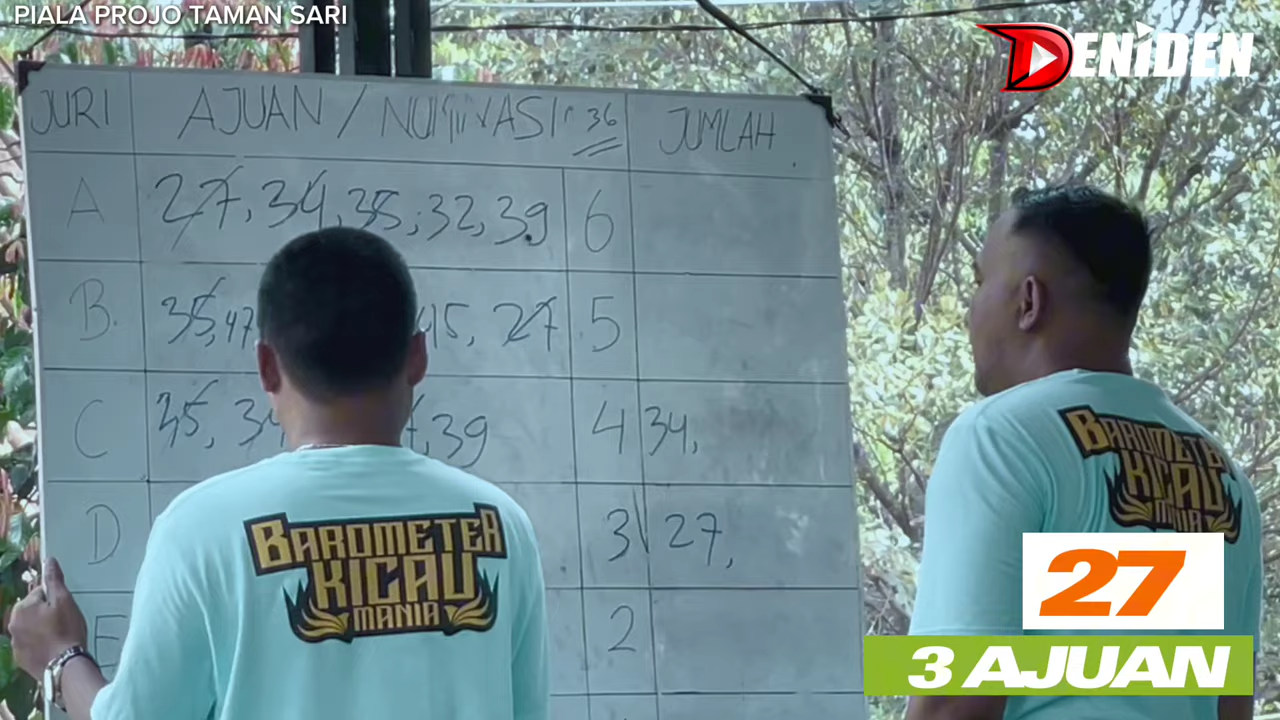 PIALA PROJO TAMAN SARI
DENIDEN
JURI AJUAN / NUMINASI 36 JUMLAH
A 27, 34, 35, 32, 39 6
B. 35, 47 45, 27 5
C 35, 34 39 4 34,
D 3 27,
E 2
BAROMETER
KICAU
MANIA
BAROMETER
KICAU
MANIA
27
3 AJUAN